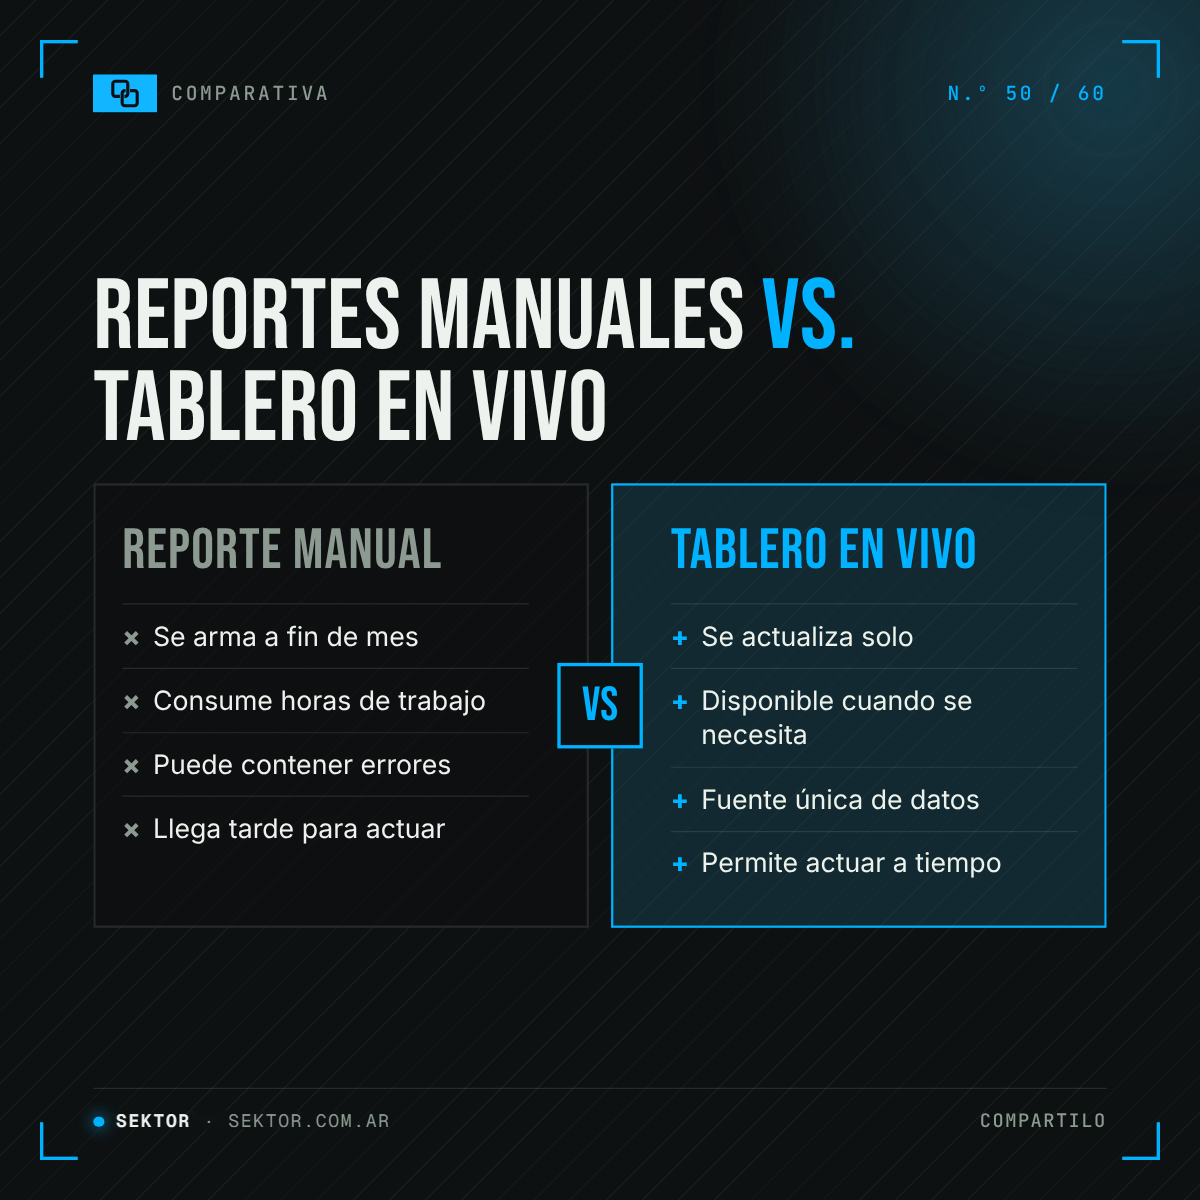 COMPARATIVA
N.° 50 / 60
REPORTES MANUALES VS.
TABLERO EN VIVO
REPORTE MANUAL
× Se arma a fin de mes
× Consume horas de trabajo
× Puede contener errores
× Llega tarde para actuar
VS
TABLERO EN VIVO
+ Se actualiza solo
+ Disponible cuando se
necesita
+ Fuente única de datos
+ Permite actuar a tiempo
SEKTOR · SEKTOR.COM.AR
COMPARTILO